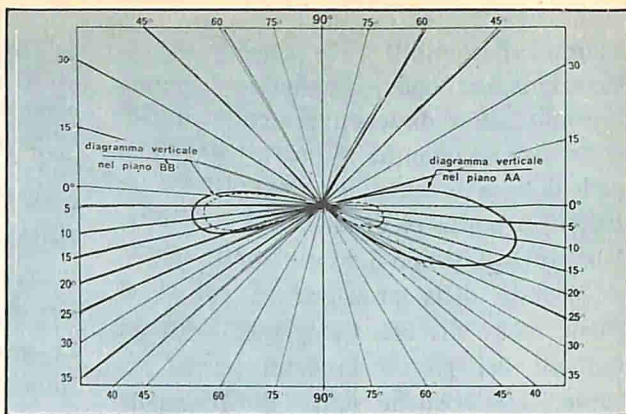 45° 60 75° 90° 75° 60 45°
30 30
15 15
diagramma verticale
nel piano BB
diagramma verticale
nel piano AA
0° 0°
5 5°
10 10
15 15°
20° 20°
25 25°
30 30°
35 35
40 45 60 75° 90° 75° 60 45° 40